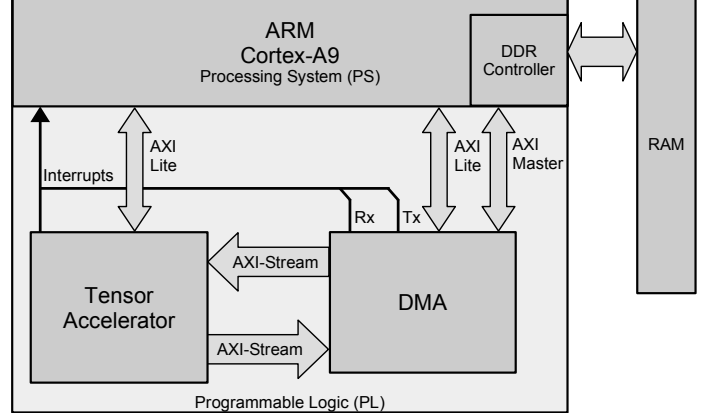 ARM
Cortex-A9
Processing System (PS)
DDR
Controller
RAM
AXI
Lite
AXI
Lite
AXI
Master
Interrupts
Rx
Tx
AXI-Stream
Tensor
Accelerator
DMA
AXI-Stream
Programmable Logic (PL)